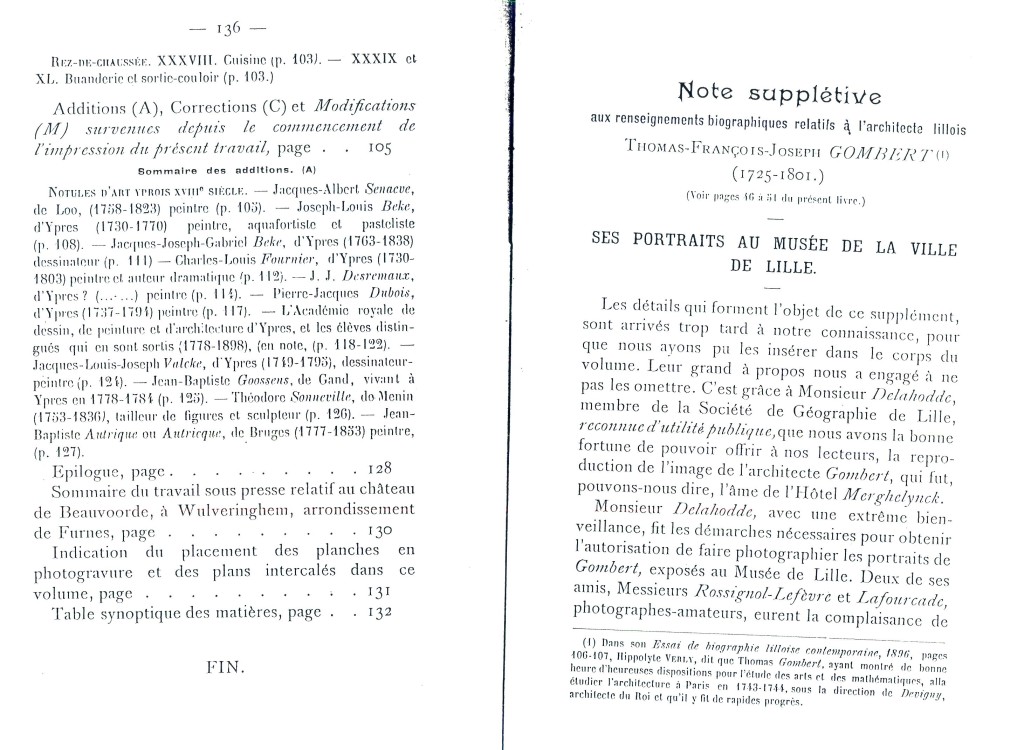 — 136 —
Rez-de-chaussée. XXXVIII. Cuisine (p. 103). — XXXIX et
XL. Buanderie et sortie-couloir (p. 103.)
Additions (A), Corrections (C) et Modifications
(M) survenues depuis le commencement de
l'impression du présent travail, page . . 105
Sommaire des additions. (A)
Notules d'art yprois XVIIIe siècle. — Jacques-Albert Senaeve,
de Loo, (1758-1823) peintre (p. 105). — Joseph-Louis Beke,
d'Ypres (1730-1770) peintre, aquafortiste et pastelliste
(p. 108). — Jacques-Joseph-Gabriel Beke, d'Ypres (1763-1838)
dessinateur (p. 111) — Charles-Louis Fournier, d'Ypres (1730-
1803) peintre et auteur dramatique (p. 112). — J. J. Desremaux,
d'Ypres ? (...-...) peintre (p. 114). — Pierre-Jacques Dubois,
d'Ypres (1737-1794) peintre (p. 117). — L'Académie royale de
dessin, de peinture et d'architecture d'Ypres, et les élèves distin-
gués qui en sont sortis (1778-1898), (en note, (p. 118-122). —
Jacques-Louis-Joseph Valcke, d'Ypres (1749-1795), dessinateur-
peintre (p. 124). — Jean-Baptiste Goossens, de Gand, vivant à
Ypres en 1778-1784 (p. 125). — Théodore Sonneville, de Menin
(1753-1836), tailleur de figures et sculpteur (p. 126). — Jean-
Baptiste Autrique ou Autricque, de Bruges (1777-1853) peintre,
(p. 127).
Epilogue, page . . . . . . . . . 128
Sommaire du travail sous presse relatif au château
de Beauvoorde, à Wulveringhem, arrondissement
de Furnes, page . . . . . . . . . 130
Indication du placement des planches en
photogravure et des plans intercalés dans ce
volume, page . . . . . . . . . . 131
Table synoptique des matières, page . . 132
FIN.
Note supplétive
aux renseignements biographiques relatifs à l'architecte lillois
Thomas-François-Joseph GOMBERT (1)
(1725-1801.)
(Voir pages 46 à 51 du présent livre.)
—
SES PORTRAITS AU MUSÉE DE LA VILLE
DE LILLE.
—
Les détails qui forment l'objet de ce supplément,
sont arrivés trop tard à notre connaissance, pour
que nous ayons pu les insérer dans le corps du
volume. Leur grand à propos nous a engagé à ne
pas les omettre. C'est grâce à Monsieur Delahodde,
membre de la Société de Géographie de Lille,
reconnue d'utilité publique, que nous avons la bonne
fortune de pouvoir offrir à nos lecteurs, la repro-
duction de l'image de l'architecte Gombert, qui fut,
pouvons-nous dire, l'âme de l'Hôtel Merghelynck.
Monsieur Delahodde, avec une extrême bien-
veillance, fit les démarches nécessaires pour obtenir
l'autorisation de faire photographier les portraits de
Gombert, exposés au Musée de Lille. Deux de ses
amis, Messieurs Rossignol-Lefèvre et Lafourcade,
photographes-amateurs, eurent la complaisance de
(1) Dans son Essai de biographie lilloise contemporaine, 1896, pages
106-107, Hippolyte Verly, dit que Thomas Gombert, ayant montré de bonne
heure d'heureuses dispositions pour l'étude des arts et des mathématiques, alla
étudier l'architecture à Paris en 1743-1744, sous la direction de Devigny,
architecte du Roi et qu'il y fit de rapides progrès.